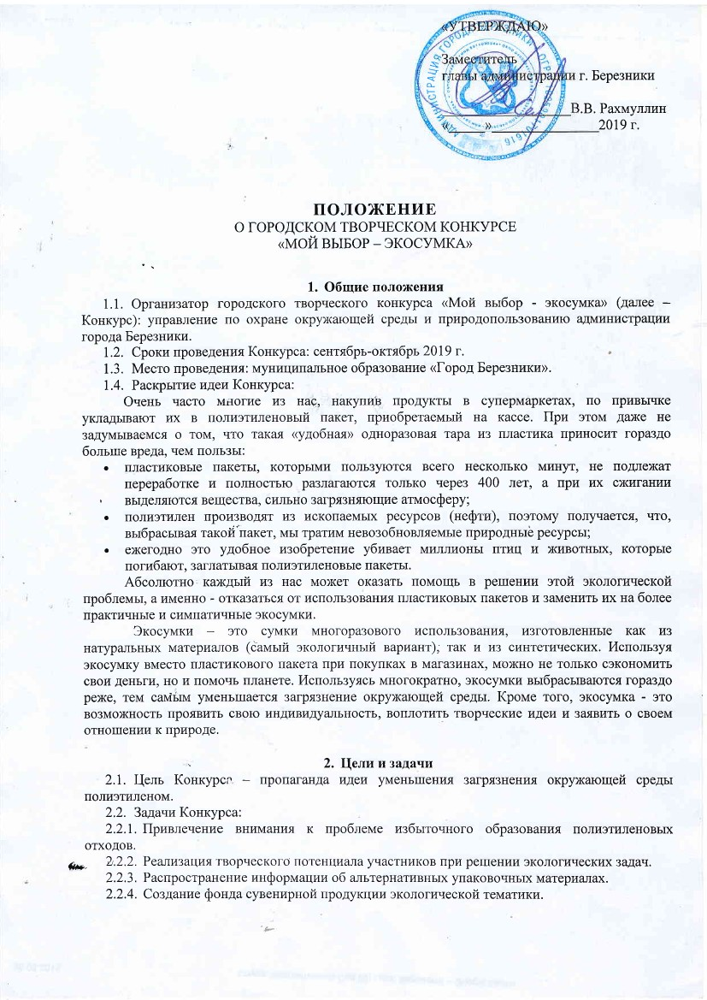 «УТВЕРЖДАЮ»
Заместитель
главы администрации г. Березники
____________________В.В. Рахмуллин
«_____»_______________2019 г.
ПОЛОЖЕНИЕ
О ГОРОДСКОМ ТВОРЧЕСКОМ КОНКУРСЕ
«МОЙ ВЫБОР – ЭКОСУМКА»
1. Общие положения
1.1. Организатор городского творческого конкурса «Мой выбор - экосумка» (далее –
Конкурс): управление по охране окружающей среды и природопользованию администрации
города Березники.
1.2. Сроки проведения Конкурса: сентябрь-октябрь 2019 г.
1.3. Место проведения: муниципальное образование «Город Березники».
1.4. Раскрытие идеи Конкурса:
Очень часто многие из нас, накупив продукты в супермаркетах, по привычке
укладывают их в полиэтиленовый пакет, приобретаемый на кассе. При этом даже не
задумываемся о том, что такая «удобная» одноразовая тара из пластика приносит гораздо
больше вреда, чем пользы:
• пластиковые пакеты, которыми пользуются всего несколько минут, не подлежат
переработке и полностью разлагаются только через 400 лет, а при их сжигании
выделяются вещества, сильно загрязняющие атмосферу;
• полиэтилен производят из ископаемых ресурсов (нефти), поэтому получается, что,
выбрасывая такой пакет, мы тратим невозобновляемые природные ресурсы;
• ежегодно это удобное изобретение убивает миллионы птиц и животных, которые
погибают, заглатывая полиэтиленовые пакеты.
Абсолютно каждый из нас может оказать помощь в решении этой экологической
проблемы, а именно - отказаться от использования пластиковых пакетов и заменить их на более
практичные и симпатичные экосумки.
Экосумки – это сумки многоразового использования, изготовленные как из
натуральных материалов (самый экологичный вариант), так и из синтетических. Используя
экосумку вместо пластикового пакета при покупках в магазинах, можно не только сэкономить
свои деньги, но и помочь планете. Используясь многократно, экосумки выбрасываются гораздо
реже, тем самым уменьшается загрязнение окружающей среды. Кроме того, экосумка - это
возможность проявить свою индивидуальность, воплотить творческие идеи и заявить о своем
отношении к природе.
2. Цели и задачи
2.1. Цель Конкурса – пропаганда идеи уменьшения загрязнения окружающей среды
полиэтиленом.
2.2. Задачи Конкурса:
2.2.1. Привлечение внимания к проблеме избыточного образования полиэтиленовых
отходов.
2.2.2. Реализация творческого потенциала участников при решении экологических задач.
2.2.3. Распространение информации об альтернативных упаковочных материалах.
2.2.4. Создание фонда сувенирной продукции экологической тематики.